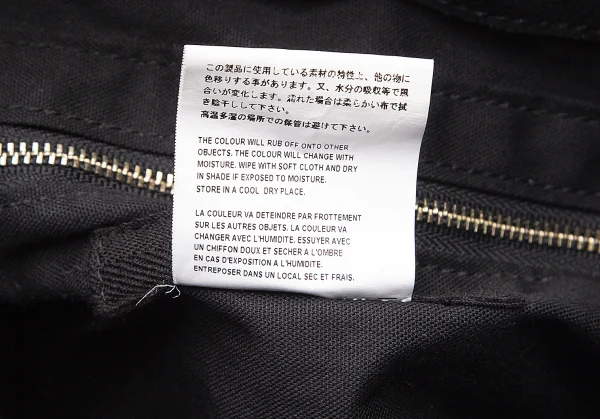 この製品に使用している素材の特性上、他の物に
色移りする事があります。又、水分の吸収等で風
合いが変化します。濡れた場合は柔らかい布で拭
き陰干しして下さい。
高温多湿の場所での保管は避けて下さい。
THE COLOUR WILL RUB OFF ONTO OTHER
OBJECTS. THE COLOUR WILL CHANGE WITH
MOISTURE. WIPE WITH SOFT CLOTH AND DRY
IN SHADE IF EXPOSED TO MOISTURE.
STORE IN A COOL DRY PLACE.
LA COULEUR VA DETEINDRE PAR FROTTEMENT
SUR LES AUTRES OBJETS. LA COULEUR VA
CHANGER AVEC L'HUMIDITE. ESSUYER AVEC
UN CHIFFON DOUX ET SECHER A L'OMBRE
EN CAS D'EXPOSITION A L'HUMIDITE.
ENTREPOSER DANS UN LOCAL SEC ET FRAIS.